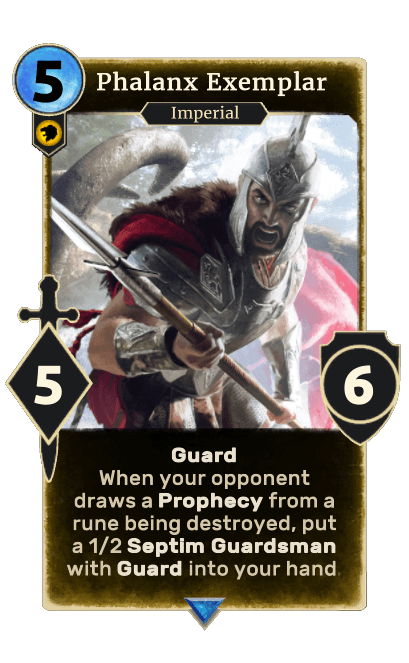 5
Phalanx Exemplar
Imperial
5
6
Guard
When your opponent
draws a Prophecy from a
rune being destroyed, put
a 1/2 Septim Guardsman
with Guard into your hand.